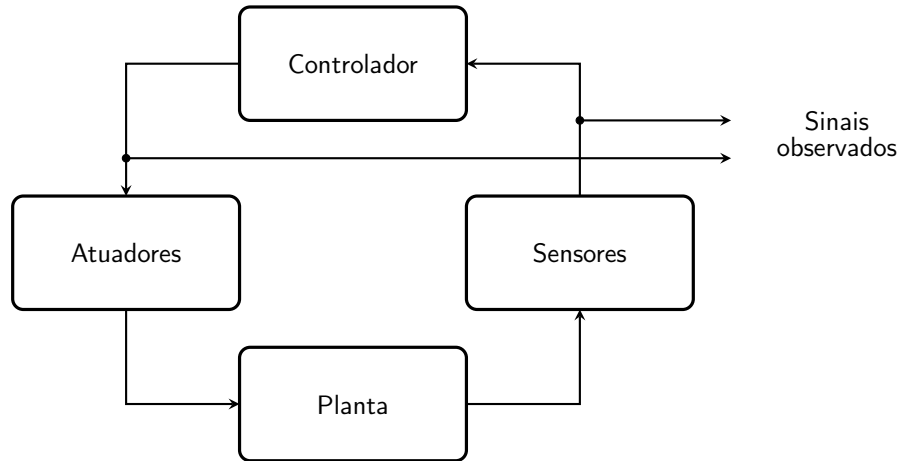 Controlador
Sinais
observados
Atuadores
Sensores
Planta